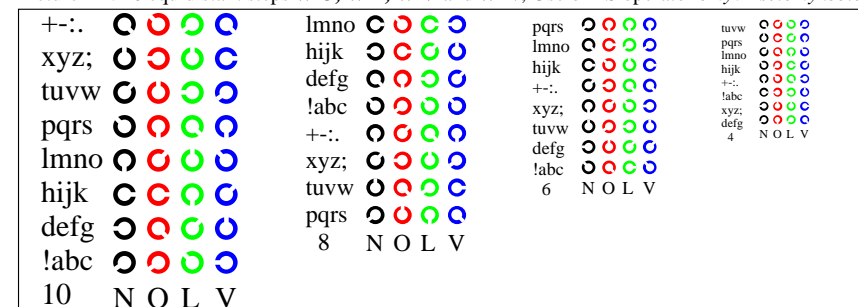 +-:.
xyz;
tuvw
pqrs
lmno
hijk
defg
!abc
10 N O L V
lmno
hijk
defg
!abc
+-:.
xyz;
tuvw
pqrs
8 N O L V
pqrs
lmno
hijk
+-:.
xyz;
tuvw
defg
!abc
6 N O L V
tuvw
pqrs
lmno
hijk
+-:.
!abc
xyz;
defg
4 N O L V